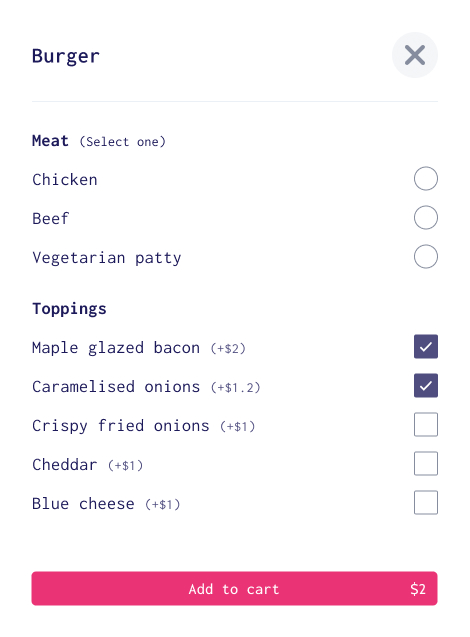 Burger
Meat (Select one)
Chicken
Beef
Vegetarian patty
Toppings
Maple glazed bacon (+$2)
Caramelised onions (+$1.2)
Crispy fried onions (+$1)
Cheddar (+$1)
Blue cheese (+$1)
Add to cart $2